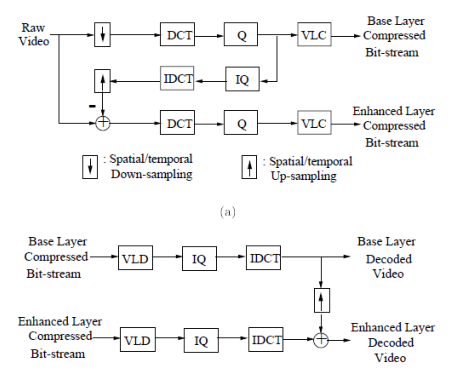 Raw
Video
DCT
Q
VLC
Base Layer
Compressed
Bit-stream
IDCT
IQ
-
+
DCT
Q
VLC
Enhanced Layer
Compressed
Bit-stream
: Spatial/temporal
Down-sampling
: Spatial/temporal
Up-sampling
(a)
Base Layer
Compressed
Bit-stream
VLD
IQ
IDCT
Base Layer
Decoded
Video
Enhanced Layer
Compressed
Bit-stream
VLD
IQ
IDCT
+
Enhanced Layer
Decoded
Video